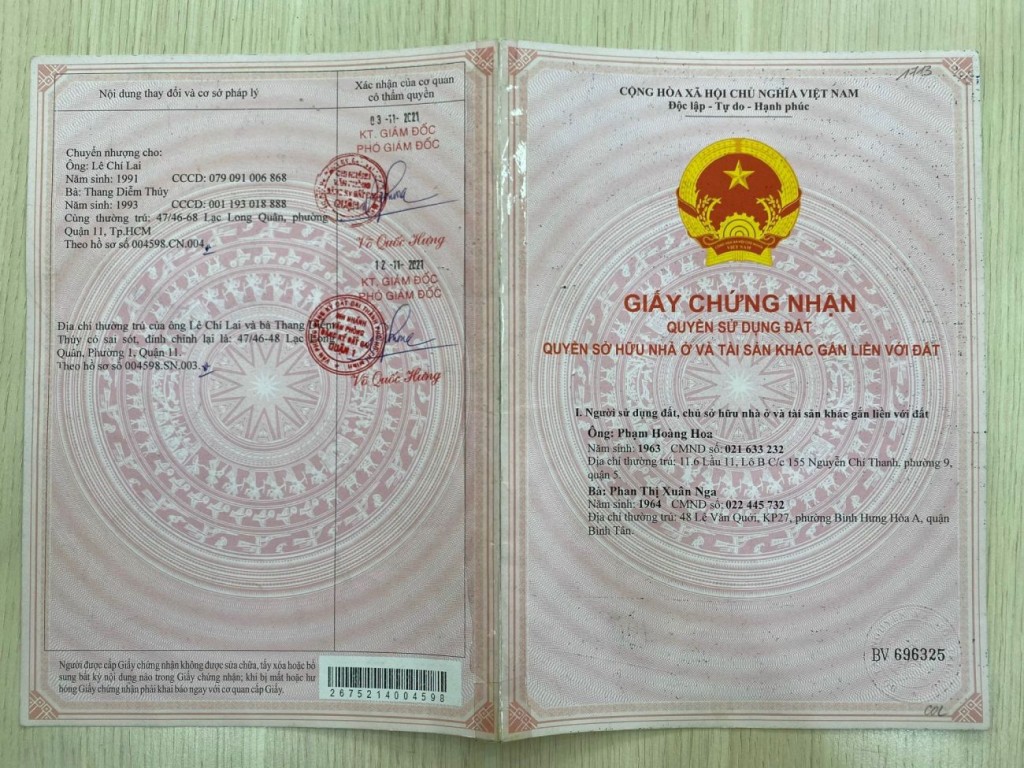 Nội dung thay đổi và cơ sở pháp lý
Xác nhận của cơ quan
có thẩm quyền
Chuyển nhượng cho:
Ông: Lê Chí Lai
Năm sinh: 1991 CCCD: 079 091 006 868
Bà: Thang Diễm Thúy
Năm sinh: 1993 CCCD: 001 193 018 888
Cùng thường trú: 47/46-68 Lạc Long Quân, phường
Quận 11, Tp.HCM
Theo hồ sơ số 004598.CN.004
03 -11- 2021
KT. GIÁM ĐỐC
PHÓ GIÁM ĐỐC
Võ Quốc Hưng
Địa chỉ thường trú của ông Lê Chí Lai và bà Thang Diễm
Thúy có sai sót, đính chính lại là: 47/46-48 Lạc Long
Quân, Phường 1, Quận 11.
Theo hồ sơ số 004598.SN.003.
12 -11- 2021
KT. GIÁM ĐỐC
PHÓ GIÁM ĐỐC
QUẬN 1
Võ Quốc Hưng
Người được cấp Giấy chứng nhận không được sửa chữa, tẩy xóa hoặc bổ
sung bất kỳ nội dung nào trong Giấy chứng nhận; khi bị mất hoặc hư
hỏng Giấy chứng nhận phải khai báo ngay với cơ quan cấp Giấy.
2675214004598
1713
CỘNG HÒA XÃ HỘI CHỦ NGHĨA VIỆT NAM
Độc lập - Tự do - Hạnh phúc
VIỆT NAM
GIẤY CHỨNG NHẬN
QUYỀN SỬ DỤNG ĐẤT
QUYỀN SỞ HỮU NHÀ Ở VÀ TÀI SẢN KHÁC GẮN LIỀN VỚI ĐẤT
I. Người sử dụng đất, chủ sở hữu nhà ở và tài sản khác gắn liền với đất
Ông: Phạm Hoàng Hoa
Năm sinh: 1963 CMND số: 021 633 232
Địa chỉ thường trú: 11.6 Lầu 11, Lô B C/c 155 Nguyễn Chí Thanh, phường 9,
quận 5.
Bà: Phan Thị Xuân Nga
Năm sinh: 1964 CMND số: 022 445 732
Địa chỉ thường trú: 48 Lê Văn Quới, KP27, phường Bình Hưng Hòa A, quận
Bình Tân.
BV 696325